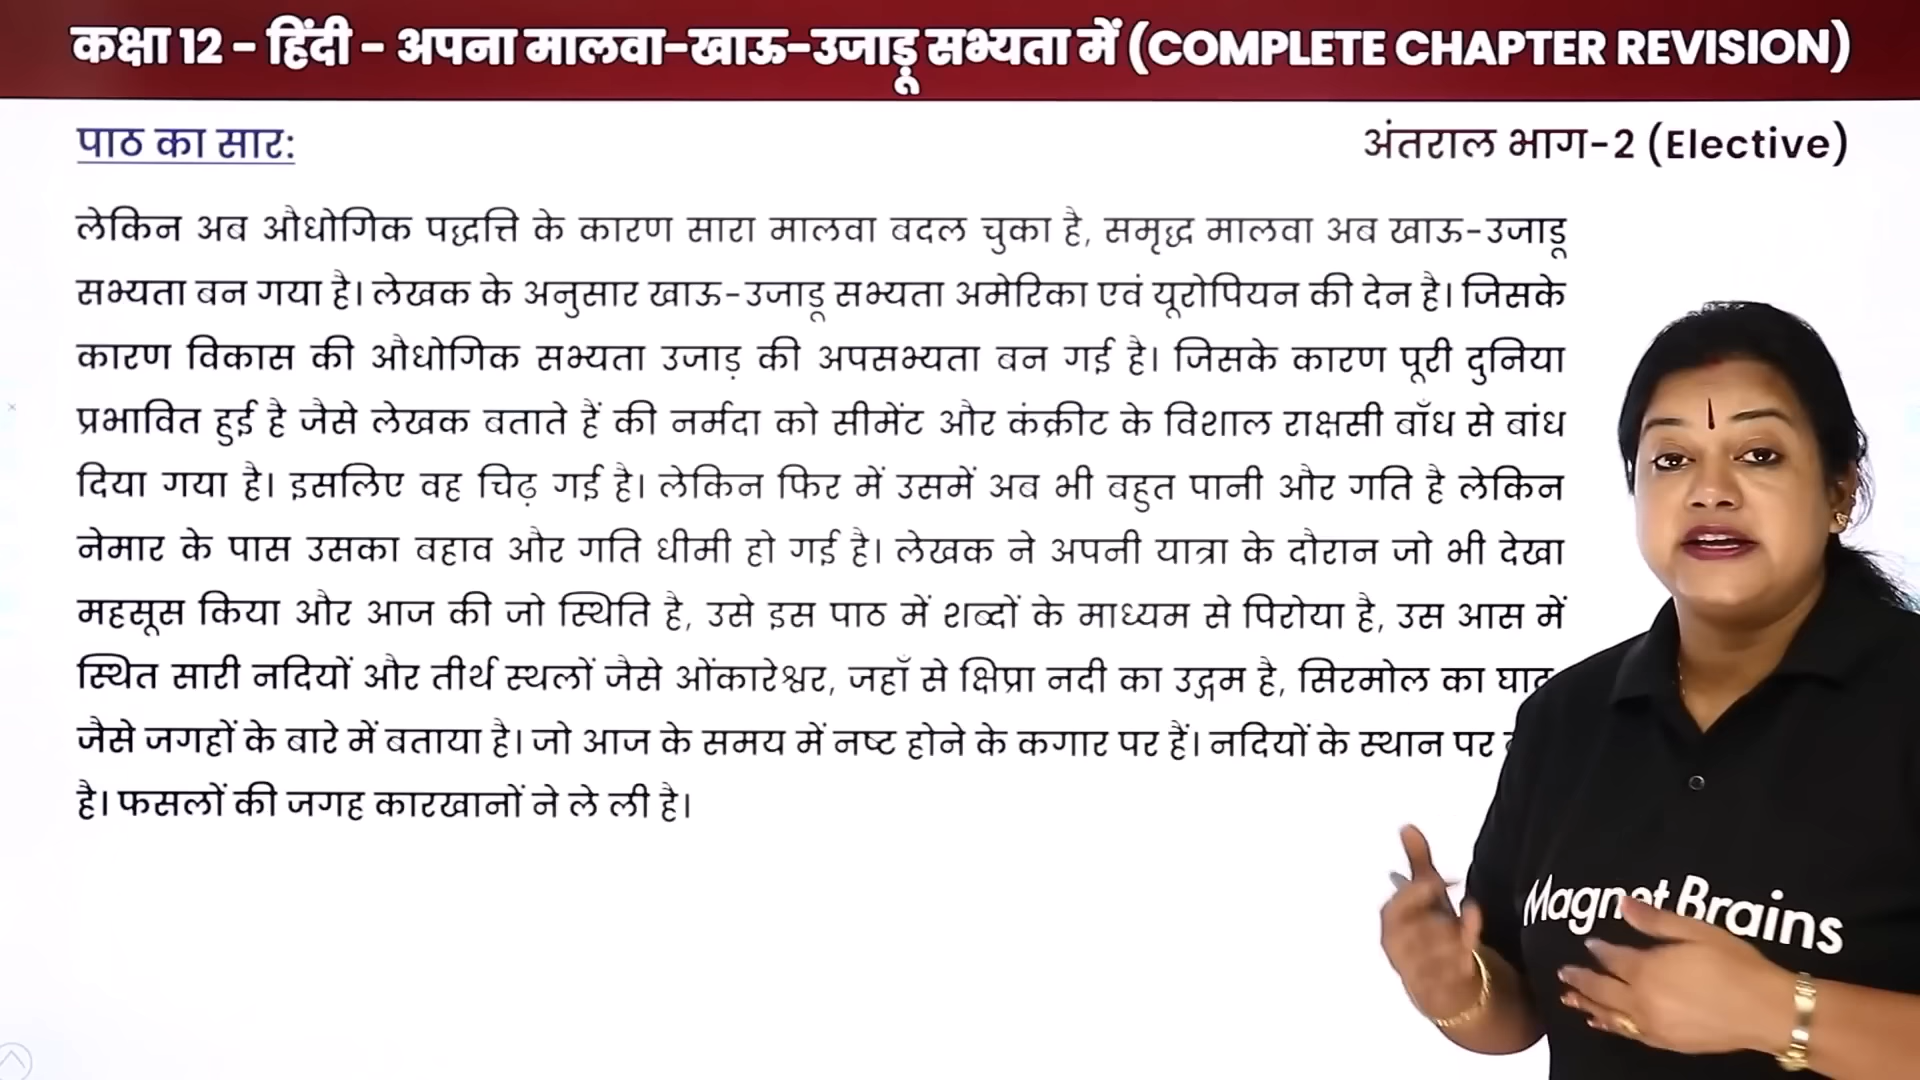 कक्षा 12 - हिंदी - अपना मालवा-खाऊ-उजाड़ू सभ्यता में (COMPLETE CHAPTER REVISION)
पाठ का सार:
अंतराल भाग-2 (Elective)
लेकिन अब औधोगिक पद्धत्ति के कारण सारा मालवा बदल चुका है, समृद्ध मालवा अब खाऊ-उजाड़ू
सभ्यता बन गया है। लेखक के अनुसार खाऊ-उजाड़ू सभ्यता अमेरिका एवं यूरोपियन की देन है। जिसके
कारण विकास की औधोगिक सभ्यता उजाड़ की अपसभ्यता बन गई है। जिसके कारण पूरी दुनिया
प्रभावित हुई है जैसे लेखक बताते हैं की नर्मदा को सीमेंट और कंक्रीट के विशाल राक्षसी बाँध से बांध
दिया गया है। इसलिए वह चिढ़ गई है। लेकिन फिर में उसमें अब भी बहुत पानी और गति है लेकिन
नेमार के पास उसका बहाव और गति धीमी हो गई है। लेखक ने अपनी यात्रा के दौरान जो भी देखा
महसूस किया और आज की जो स्थिति है, उसे इस पाठ में शब्दों के माध्यम से पिरोया है, उस आस में
स्थित सारी नदियों और तीर्थ स्थलों जैसे ओंकारेश्वर, जहाँ से क्षिप्रा नदी का उद्गम है, सिरमोल का
जैसे जगहों के बारे में बताया है। जो आज के समय में नष्ट होने के कगार पर हैं। नदियों के स्थान पर
है। फसलों की जगह कारखानों ने ले ली है।
Magnet Brains